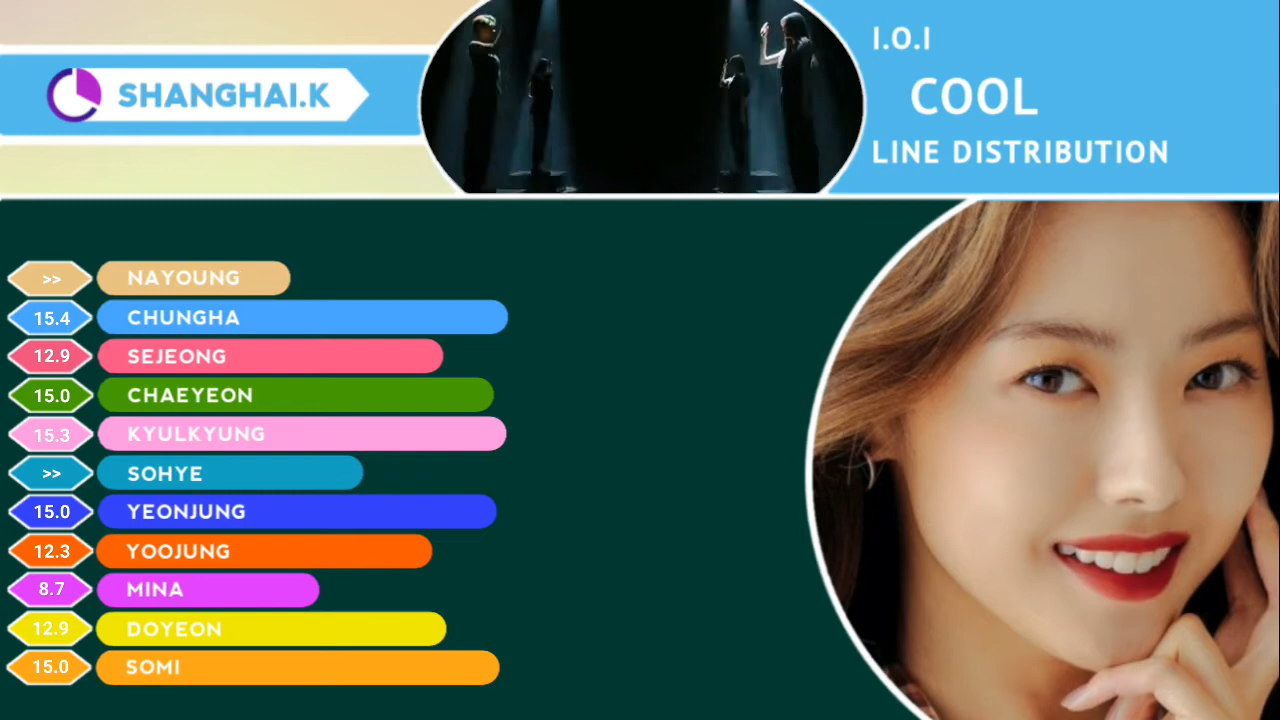 SHANGHAI.K
I.O.I
COOL
LINE DISTRIBUTION
>> NAYOUNG
15.4 CHUNGHA
12.9 SEJEONG
15.0 CHAEYEON
15.3 KYULKYUNG
>> SOHYE
15.0 YEONJUNG
12.3 YOOJUNG
8.7 MINA
12.9 DOYEON
15.0 SOMI